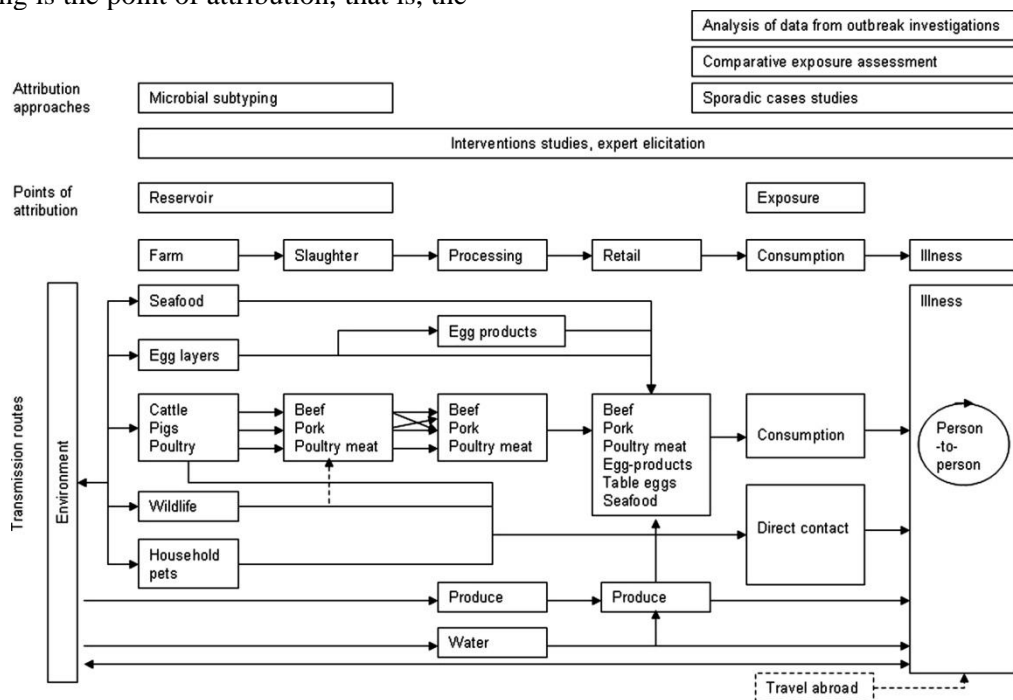 ng is the point of attribution, that is, the
Analysis of data from outbreak investigations
Comparative exposure assessment
Attribution
approaches
Microbial subtyping
Sporadic cases studies
Interventions studies, expert elicitation
Points of
attribution
Reservoir
Exposure
Farm
Slaughter
Processing
Retail
Consumption
Illness
Transmission routes
Environment
Seafood
Illness
Egg products
Egg layers
Cattle
Pigs
Poultry
Beef
Pork
Poultry meat
Beef
Pork
Poultry meat
Beef
Pork
Poultry meat
Egg-products
Table eggs
Seafood
Consumption
Person
-to-
person
Wildlife
Direct contact
Household
pets
Produce
Produce
Water
Travel abroad